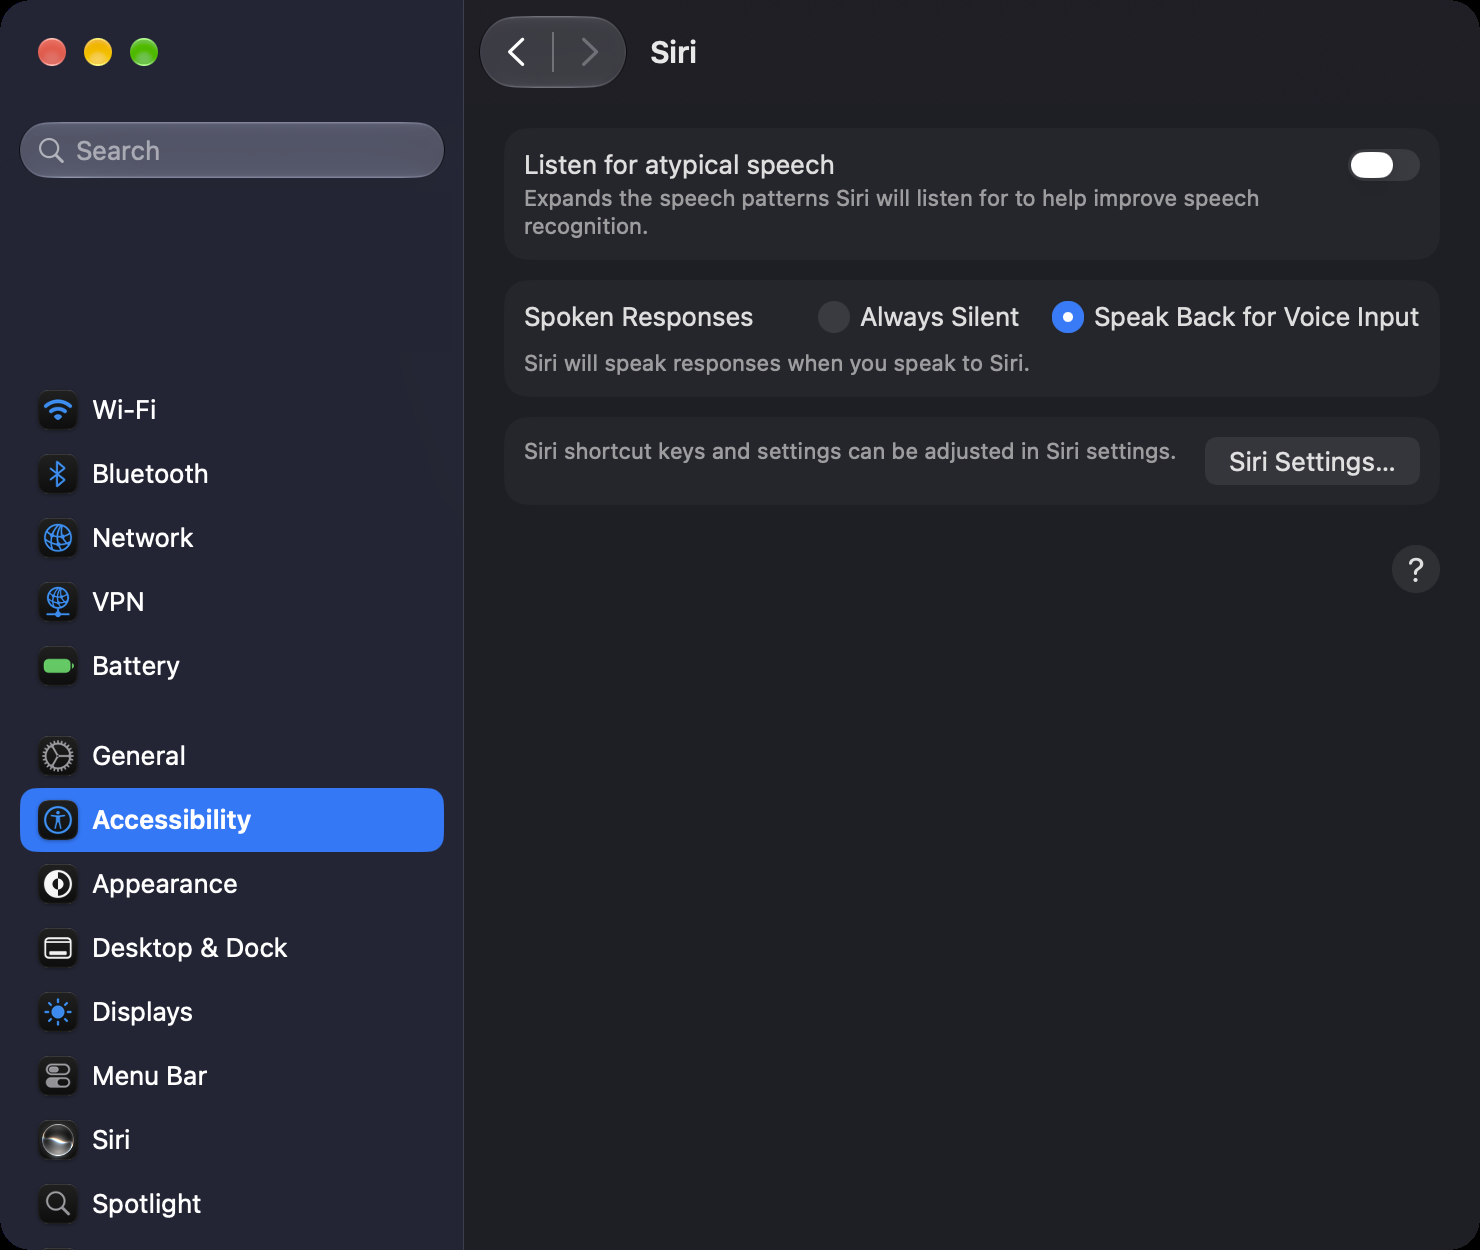 Siri
Search
Wi-Fi
Bluetooth
Network
VPN
Battery
General
Accessibility
Appearance
Desktop & Dock
Displays
Menu Bar
Siri
Spotlight
Listen for atypical speech
Expands the speech patterns Siri will listen for to help improve speech
recognition.
Spoken Responses Always Silent Speak Back for Voice Input
Siri will speak responses when you speak to Siri.
Siri shortcut keys and settings can be adjusted in Siri settings. Siri Settings...
?